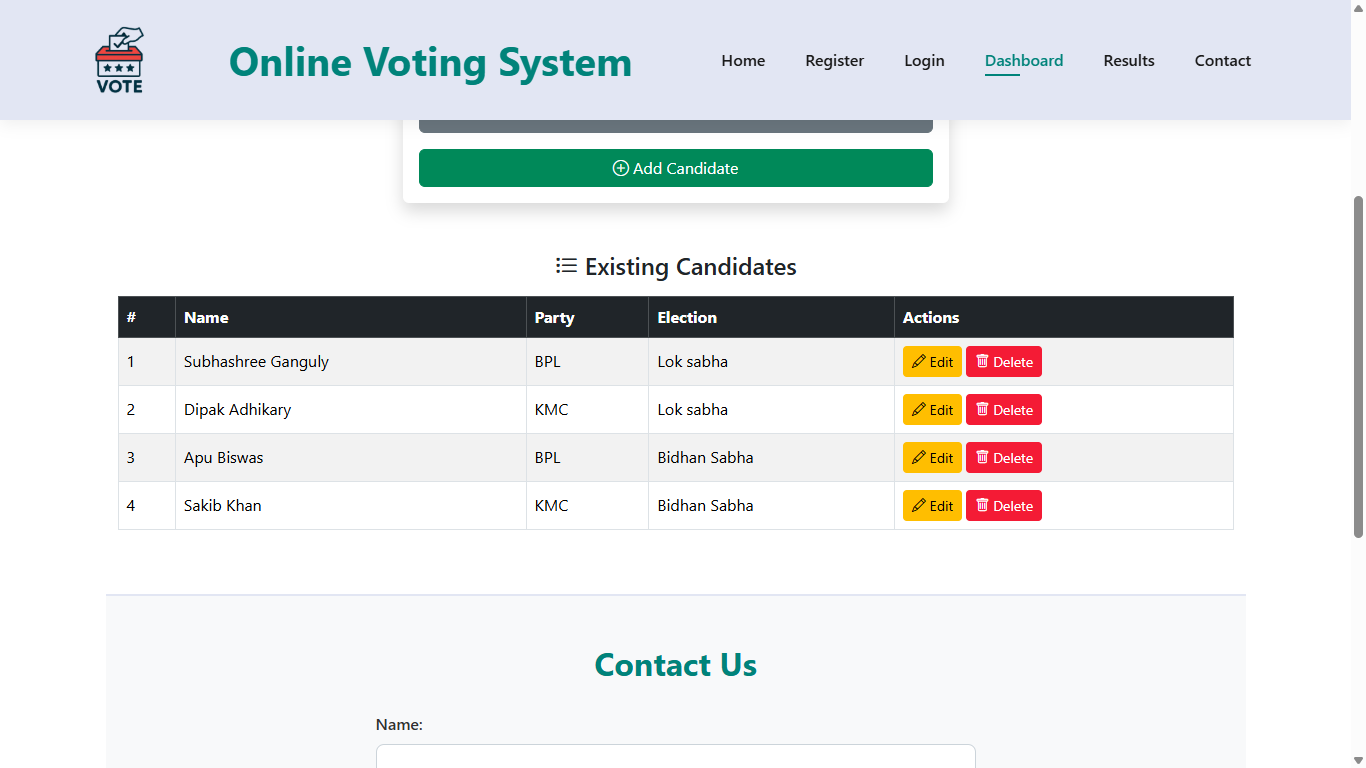 VOTE
Online Voting System
Home Register Login Dashboard Results Contact
Add Candidate
Existing Candidates
# Name Party Election Actions
1 Subhashree Ganguly BPL Lok sabha Edit Delete
2 Dipak Adhikary KMC Lok sabha Edit Delete
3 Apu Biswas BPL Bidhan Sabha Edit Delete
4 Sakib Khan KMC Bidhan Sabha Edit Delete
Contact Us
Name: